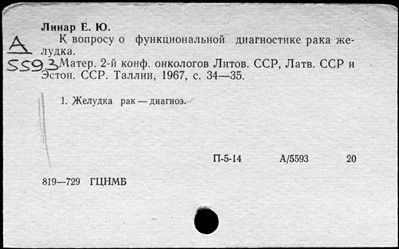 Линар Е. Ю.
К вопросу о функциональной диагностике рака же-
лудка.
А
5593
Матер. 2-й конф. онкологов Литов. ССР, Латв. ССР и
Эстон. ССР. Таллин, 1967, с. 34—35.
1. Желудка рак — диагноз.
П-5-14 А/5593 20
819—729 ГЦНМБ